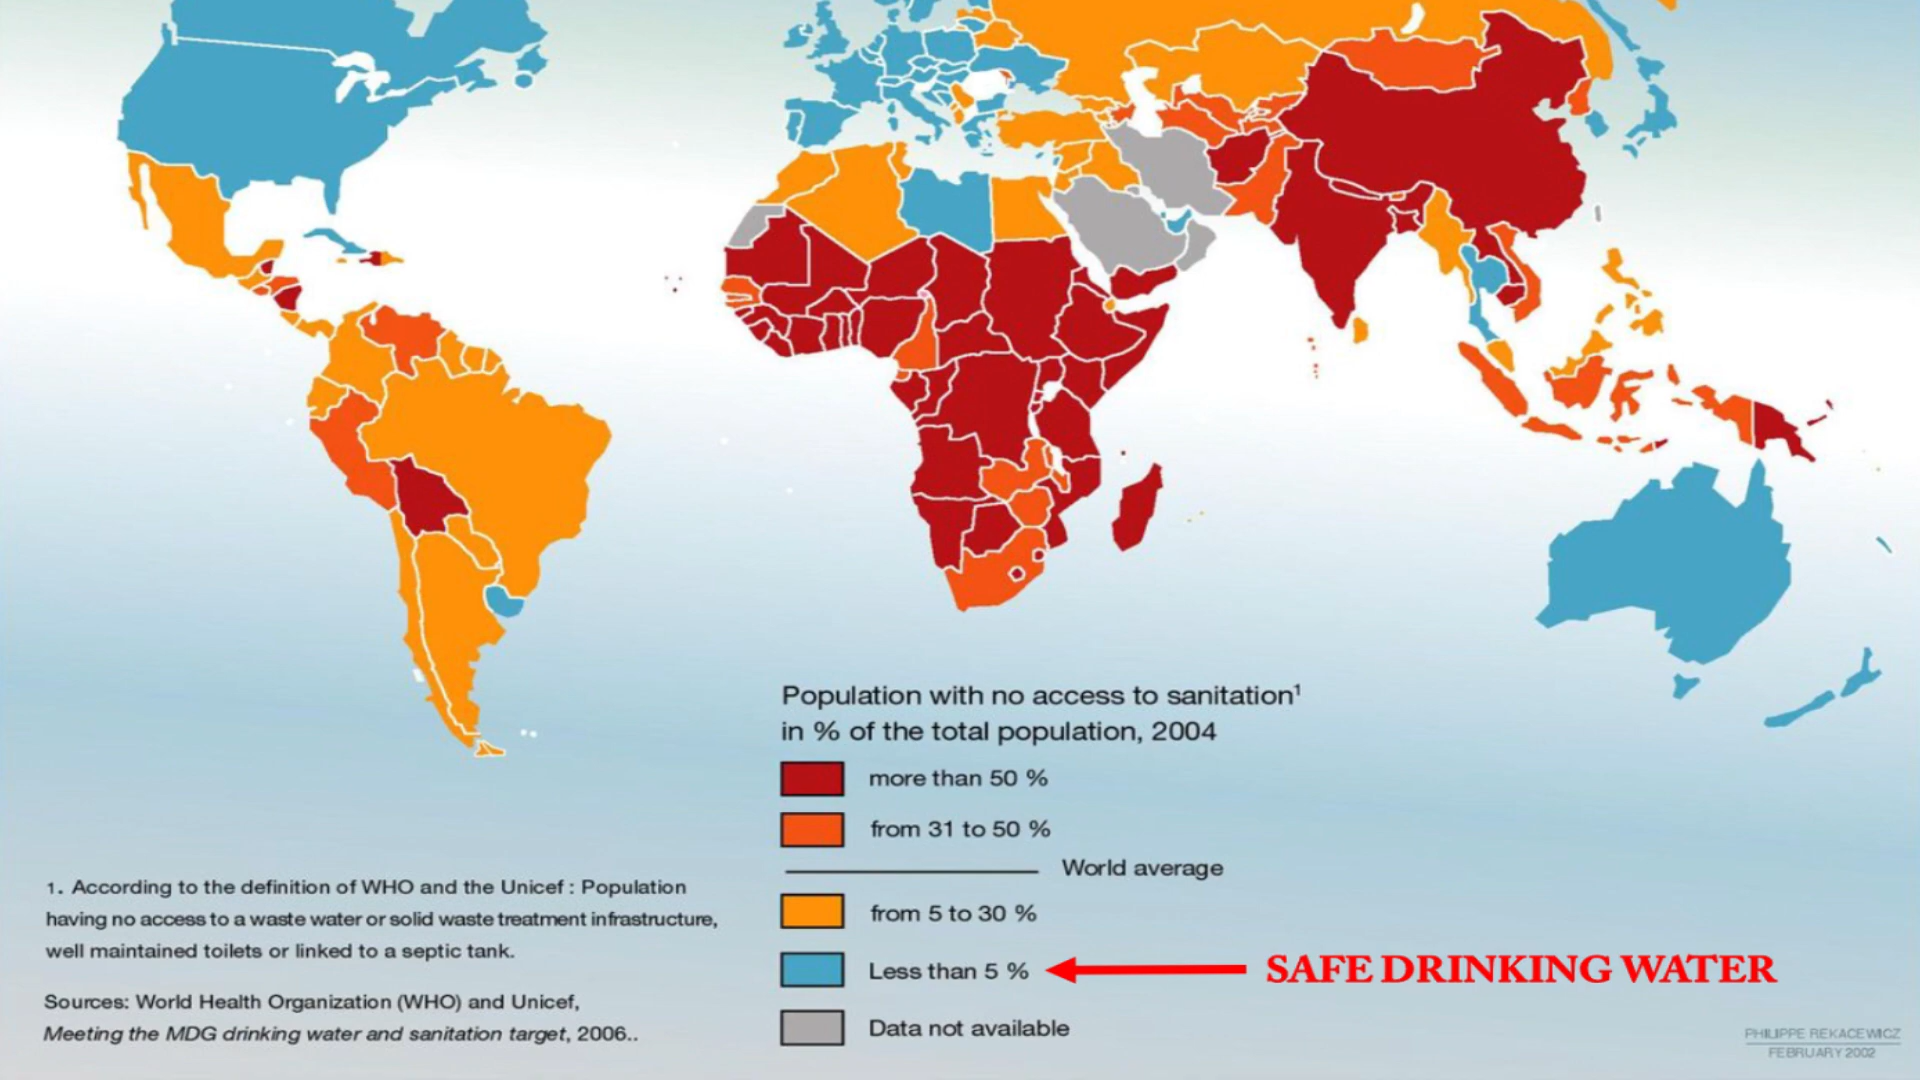 Population with no access to sanitation¹
in % of the total population, 2004
more than 50 %
from 31 to 50 %
World average
from 5 to 30 %
Less than 5 %
SAFE DRINKING WATER
Data not available
1. According to the definition of WHO and the Unicef : Population
having no access to a waste water or solid waste treatment infrastructure,
well maintained toilets or linked to a septic tank.
Sources: World Health Organization (WHO) and Unicef,
Meeting the MDG drinking water and sanitation target, 2006..
PHILIPPE REKACEWICZ
FEBRUARY 2002